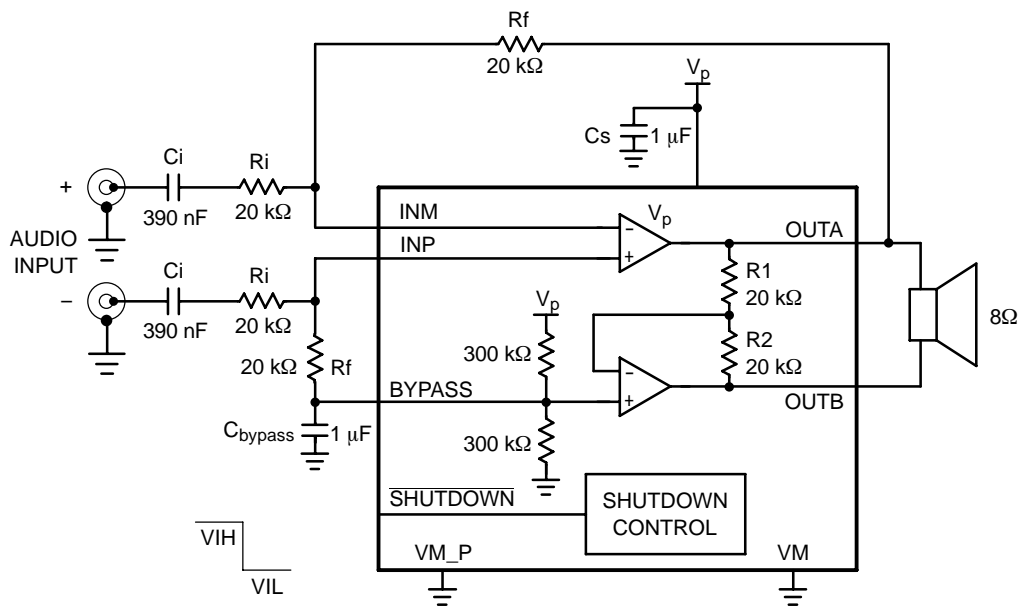 Rf
20 kΩ
Vp
Cs
1 μF
+
Ci
Ri
390 nF
20 kΩ
AUDIO
INPUT
INM
INP
Vp
−
+
OUTA
−
Ci
Ri
390 nF
20 kΩ
R1
20 kΩ
Vp
8Ω
300 kΩ
R2
20 kΩ
20 kΩ
Rf
BYPASS
−
+
OUTB
Cbypass
1 μF
300 kΩ
SHUTDOWN
SHUTDOWN
CONTROL
VIH
VIL
VM_P
VM